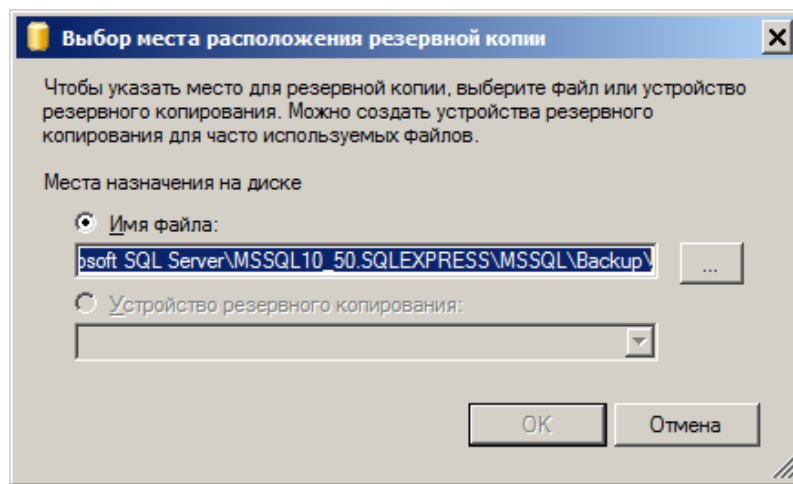 Выбор места расположения резервной копии
Чтобы указать место для резервной копии, выберите файл или устройство
резервного копирования. Можно создать устройства резервного
копирования для часто используемых файлов.
Места назначения на диске
Имя файла:
osoft SQL Server\MSSQL10_50.SQLEXPRESS\MSSQL\Backup\
...
Устройство резервного копирования:
OK
Отмена